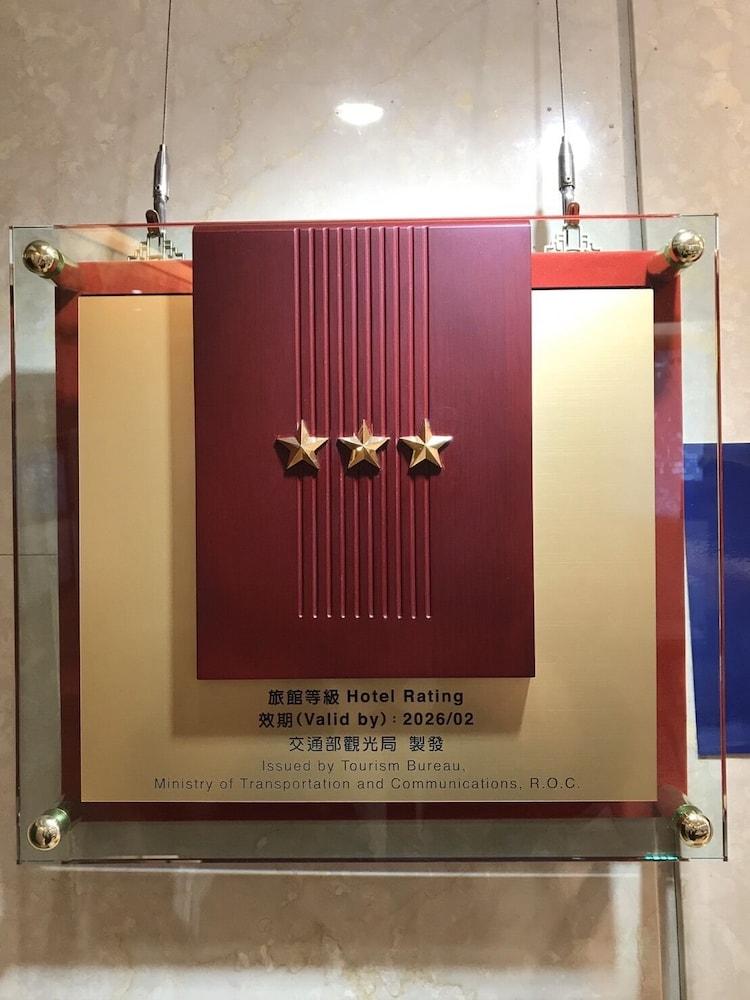 旅館等級 Hotel Rating
效期(Valid by):2026/02
交通部觀光局 製發
Issued by Tourism Bureau,
Ministry of Transportation and Communications, R.O.C.